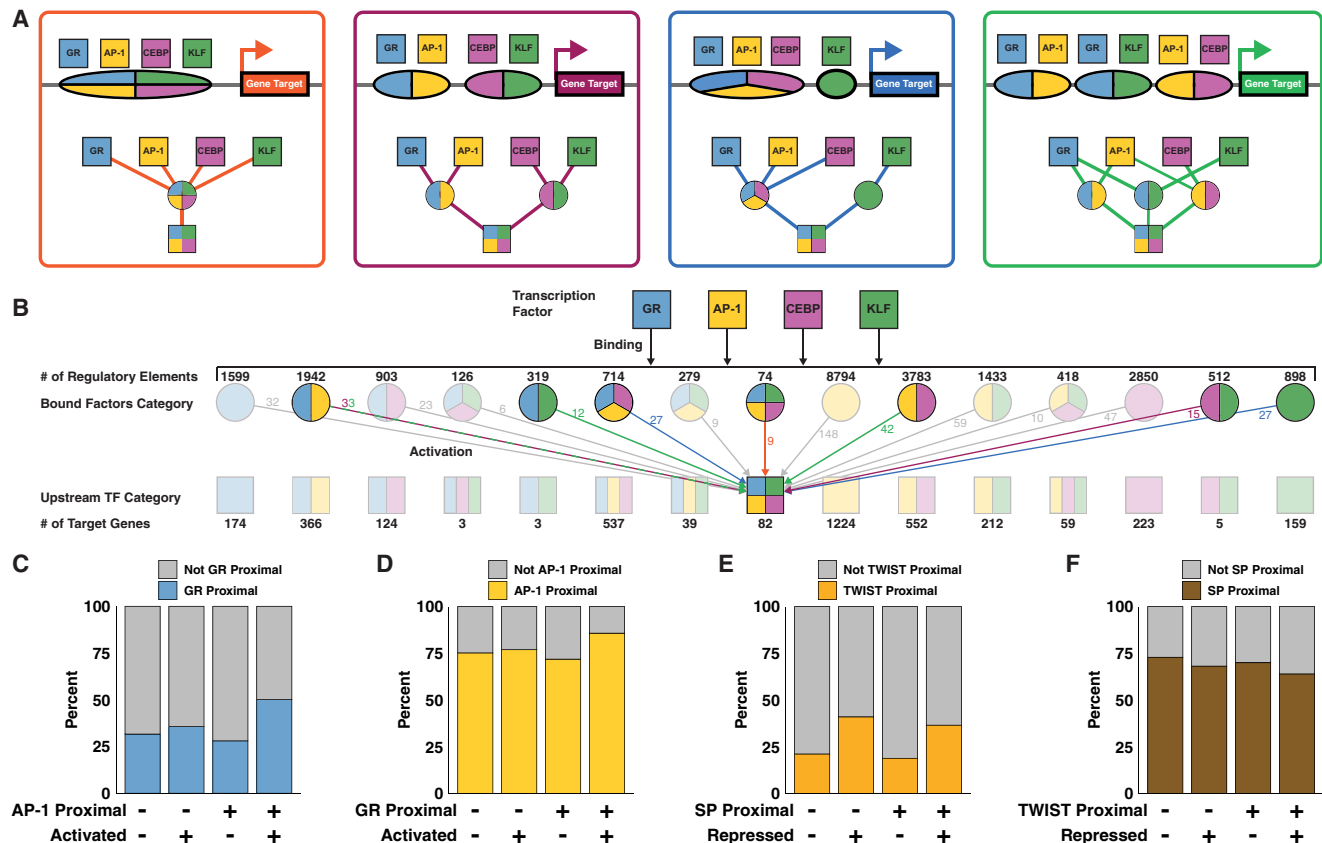 A
GR AP-1 CEBP KLF
Gene Target
GR AP-1 CEBP KLF
GR AP-1 CEBP KLF
Gene Target
GR AP-1 CEBP KLF
GR AP-1 CEBP KLF
Gene Target
GR AP-1 CEBP KLF
GR AP-1 GR KLF AP-1 CEBP
Gene Target
GR AP-1 CEBP KLF
B
Transcription
Factor
GR AP-1 CEBP KLF
Binding
# of Regulatory Elements 1599 1942 903 126 319 714 279 74 8794 3783 1433 418 2850 512 898
Bound Factors Category
32 33 23 6 12 27 9 9 148 42 59 10 47 15 27
Activation
Upstream TF Category
# of Target Genes 174 366 124 3 3 537 39 82 1224 552 212 59 223 5 159
C
Not GR Proximal
GR Proximal
100
75
50
25
0
Percent
AP-1 Proximal - - + +
Activated - + - +
D
Not AP-1 Proximal
AP-1 Proximal
100
75
50
25
0
Percent
GR Proximal - - + +
Activated - + - +
E
Not TWIST Proximal
TWIST Proximal
100
75
50
25
0
Percent
SP Proximal - - + +
Repressed - + - +
F
Not SP Proximal
SP Proximal
100
75
50
25
0
Percent
TWIST Proximal - - + +
Repressed - + - +